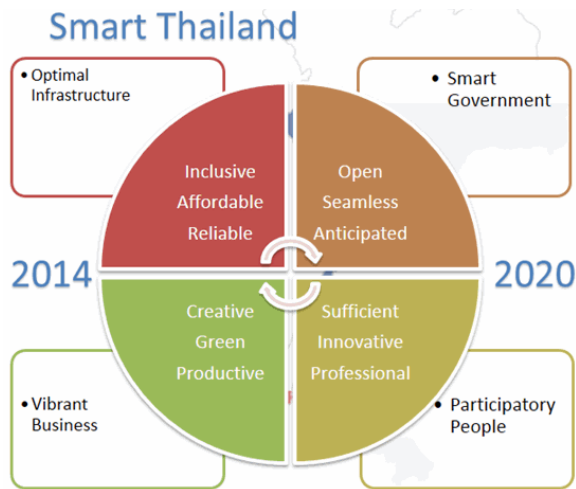 Smart Thailand
• Optimal
Infrastructure
• Smart
Government
Inclusive
Affordable
Reliable
Open
Seamless
Anticipated
2014
2020
Creative
Green
Productive
Sufficient
Innovative
Professional
• Vibrant
Business
• Participatory
People